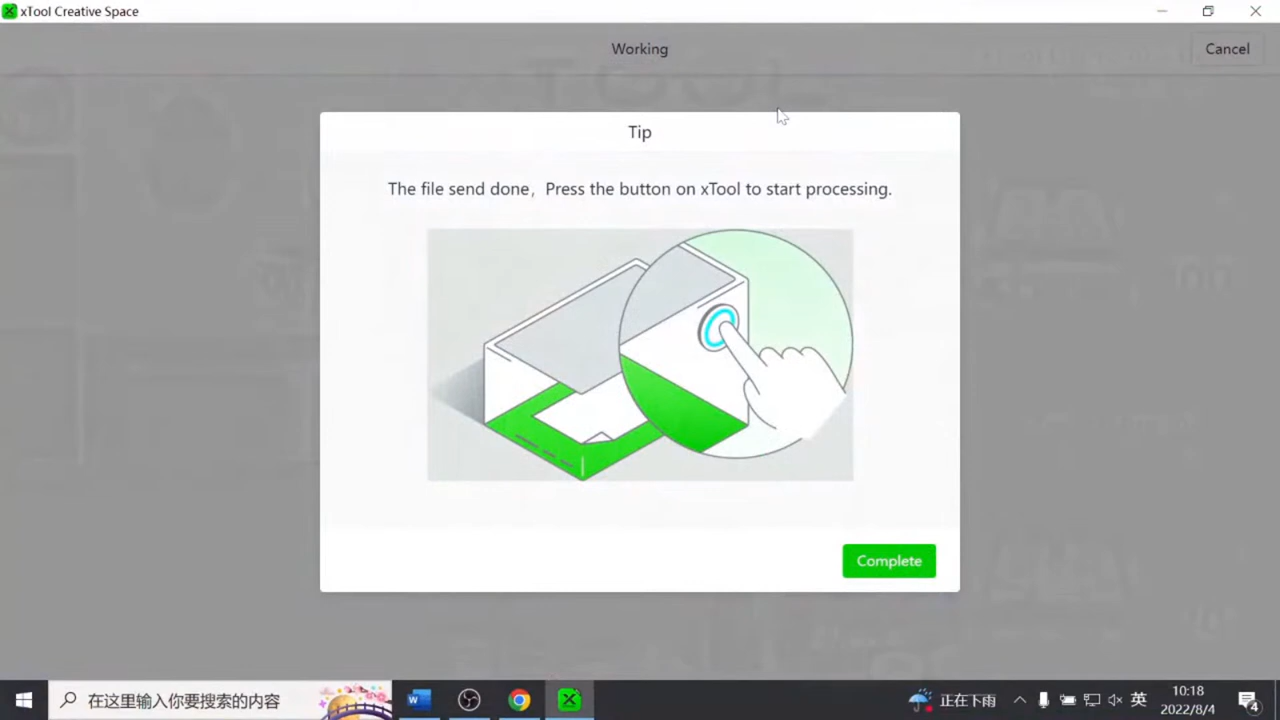 xTool Creative Space
Working
Cancel
Tip
The file send done，Press the button on xTool to start processing.
Complete
在这里输入你要搜索的内容
正在下雨
英
10:18
2022/8/4
4